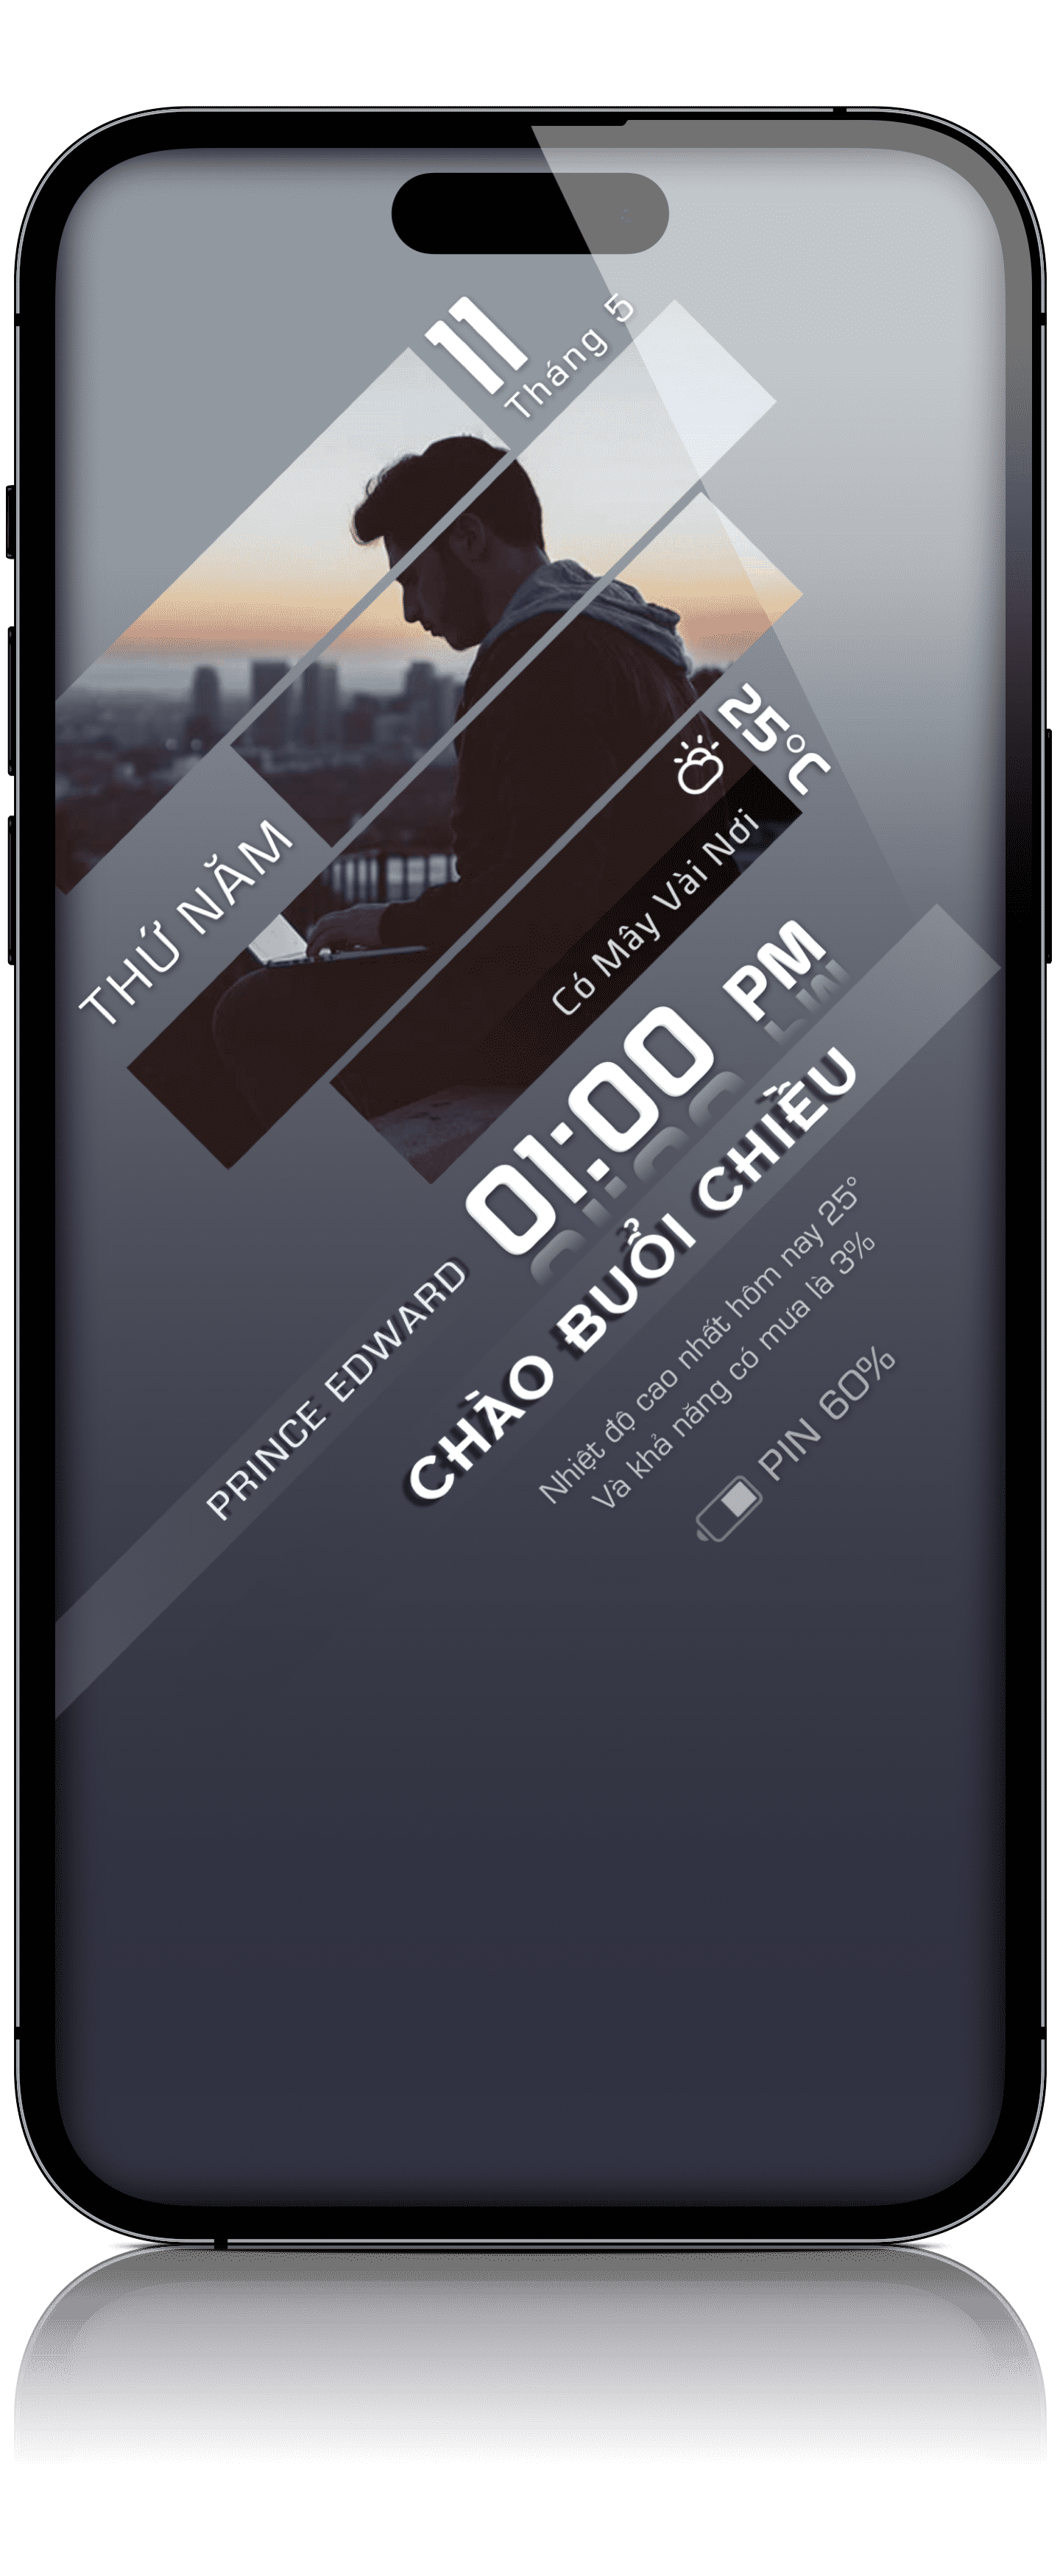 11
Tháng 5
THỨ NĂM
25°C
Có Mây Vài Nơi
01:00 PM
PRINCE EDWARD
CHÀO BUỔI CHIỀU
Nhiệt độ cao nhất hôm nay 25°
Và khả năng có mưa là 3%
PIN 60%